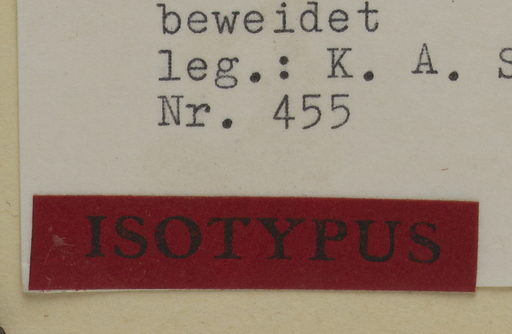 beweidet
leg.: K. A. S
Nr. 455
ISOTYPUS